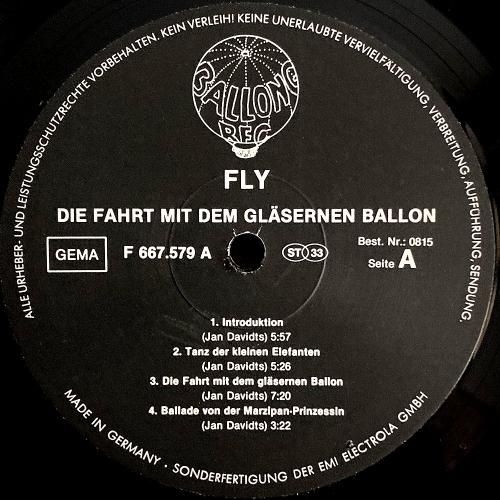 ALLE URHEBER- UND LEISTUNGSSCHUTZRECHTE VORBEHALTEN. KEIN VERLEIH! KEINE UNERLAUBTE VERVIELFÄLTIGUNG, VERBREITUNG, AUFFÜHRUNG, SENDUNG.
BALLONG
REC
FLY
DIE FAHRT MIT DEM GLÄSERNEN BALLON
GEMA
F 667.579 A
ST 33
Best. Nr.: 0815
Seite A
1. Introduktion
(Jan Davidts) 5:57
2. Tanz der kleinen Elefanten
(Jan Davidts) 5:26
3. Die Fahrt mit dem gläsernen Ballon
(Jan Davidts) 7:20
4. Ballade von der Marzipan-Prinzessin
(Jan Davidts) 3:22
MADE IN GERMANY · SONDERFERTIGUNG DER EMI ELECTROLA GMBH